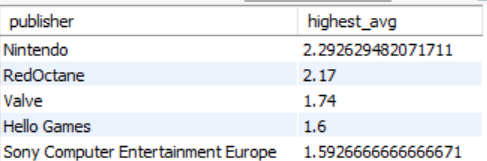 publisher highest_avg
Nintendo 2.292629482071711
RedOctane 2.17
Valve 1.74
Hello Games 1.6
Sony Computer Entertainment Europe 1.5926666666666671